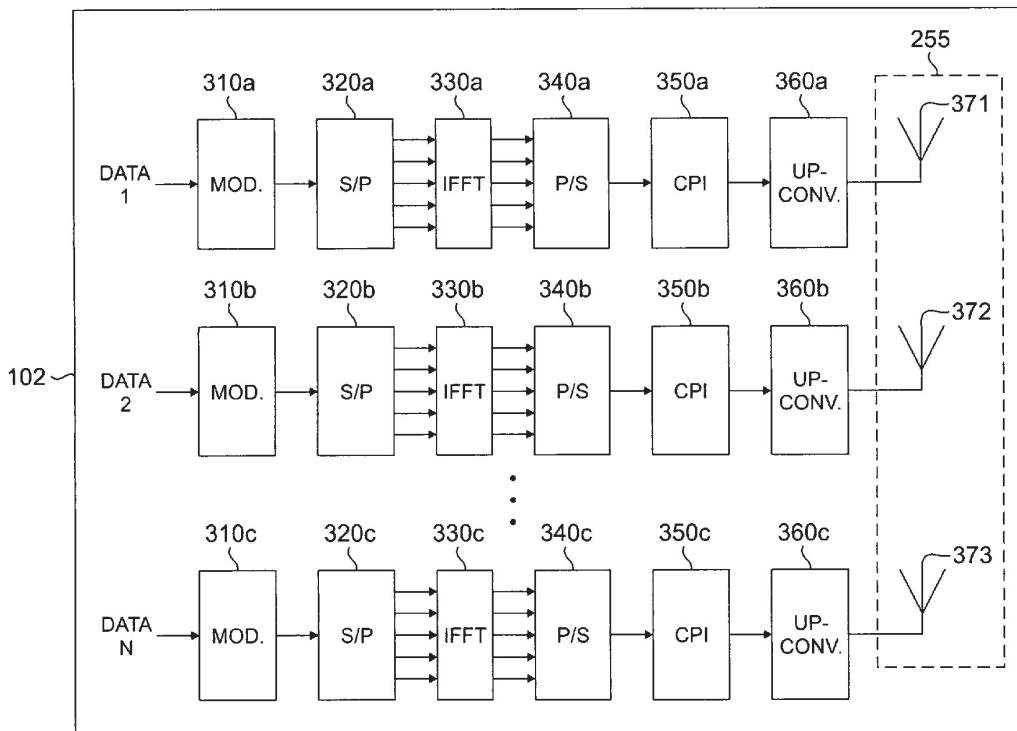 255
310a 320a 330a 340a 350a 360a 371
DATA 1 MOD. S/P IFFT P/S CPI UP-CONV.
310b 320b 330b 340b 350b 360b 372
102
DATA 2 MOD. S/P IFFT P/S CPI UP-CONV.
310c 320c 330c 340c 350c 360c 373
DATA N MOD. S/P IFFT P/S CPI UP-CONV.